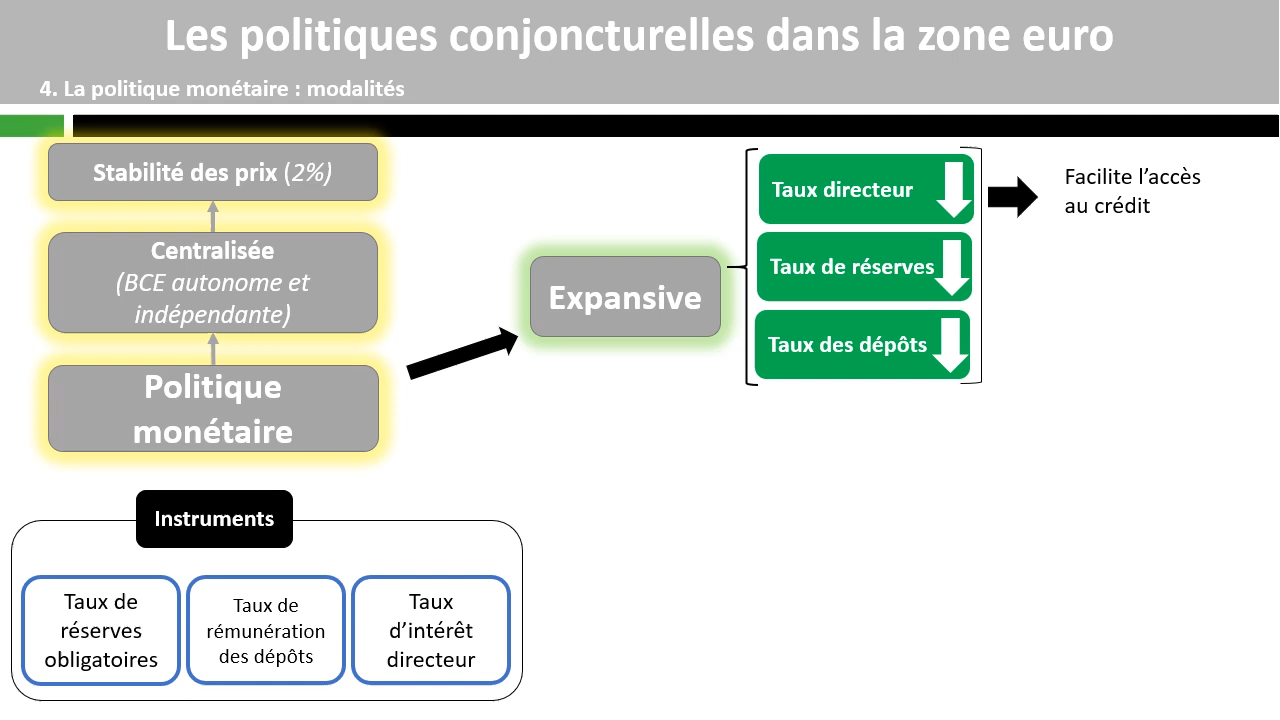 Les politiques conjoncturelles dans la zone euro
4. La politique monétaire : modalités
Stabilité des prix (2%)
Centralisée
(BCE autonome et
indépendante)
Politique
monétaire
Expansive
Taux directeur
Taux de réserves
Taux des dépôts
Facilite l’accès
au crédit
Instruments
Taux de
réserves
obligatoires
Taux de
rémunération
des dépôts
Taux
d’intérêt
directeur